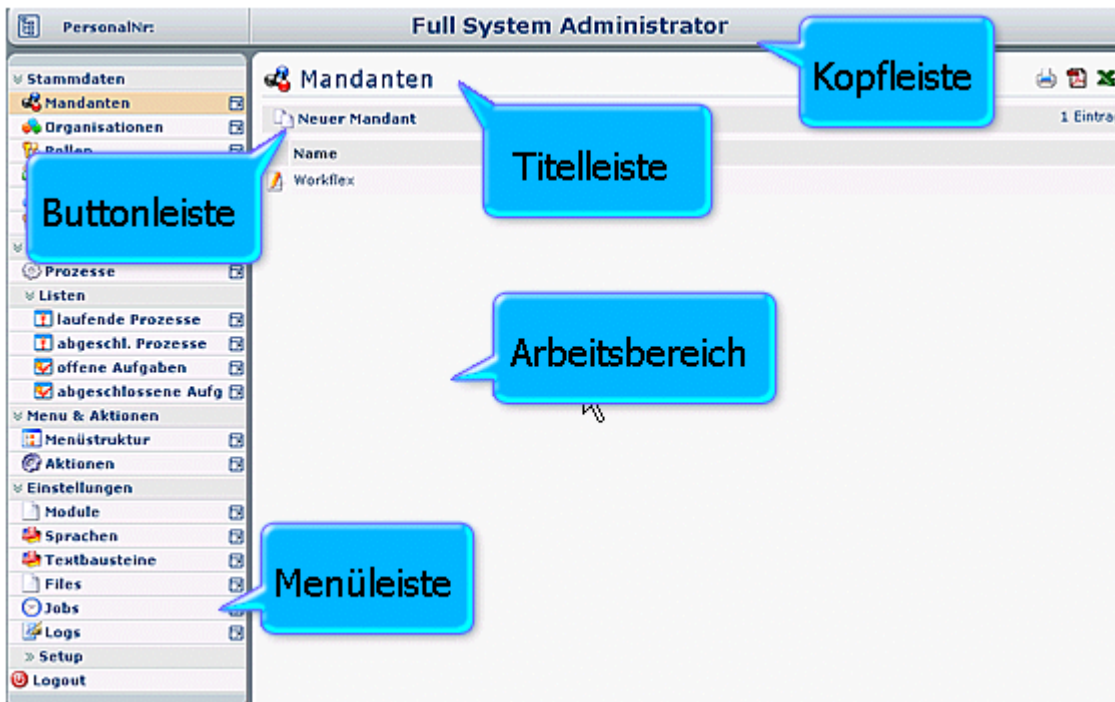 PersonalNr:
Full System Administrator
Kopfleiste
Stammdaten
Mandanten
Organisationen
Rollen
Buttonleiste
Prozesse
Listen
laufende Prozesse
abgeschl. Prozesse
offene Aufgaben
abgeschlossene Aufg
Menu & Aktionen
Menüstruktur
Aktionen
Einstellungen
Module
Sprachen
Textbausteine
Files
Jobs
Logs
Setup
Logout
Menüleiste
Mandanten
Neuer Mandant
1 Eintra
Name
Workflex
Titelleiste
Arbeitsbereich